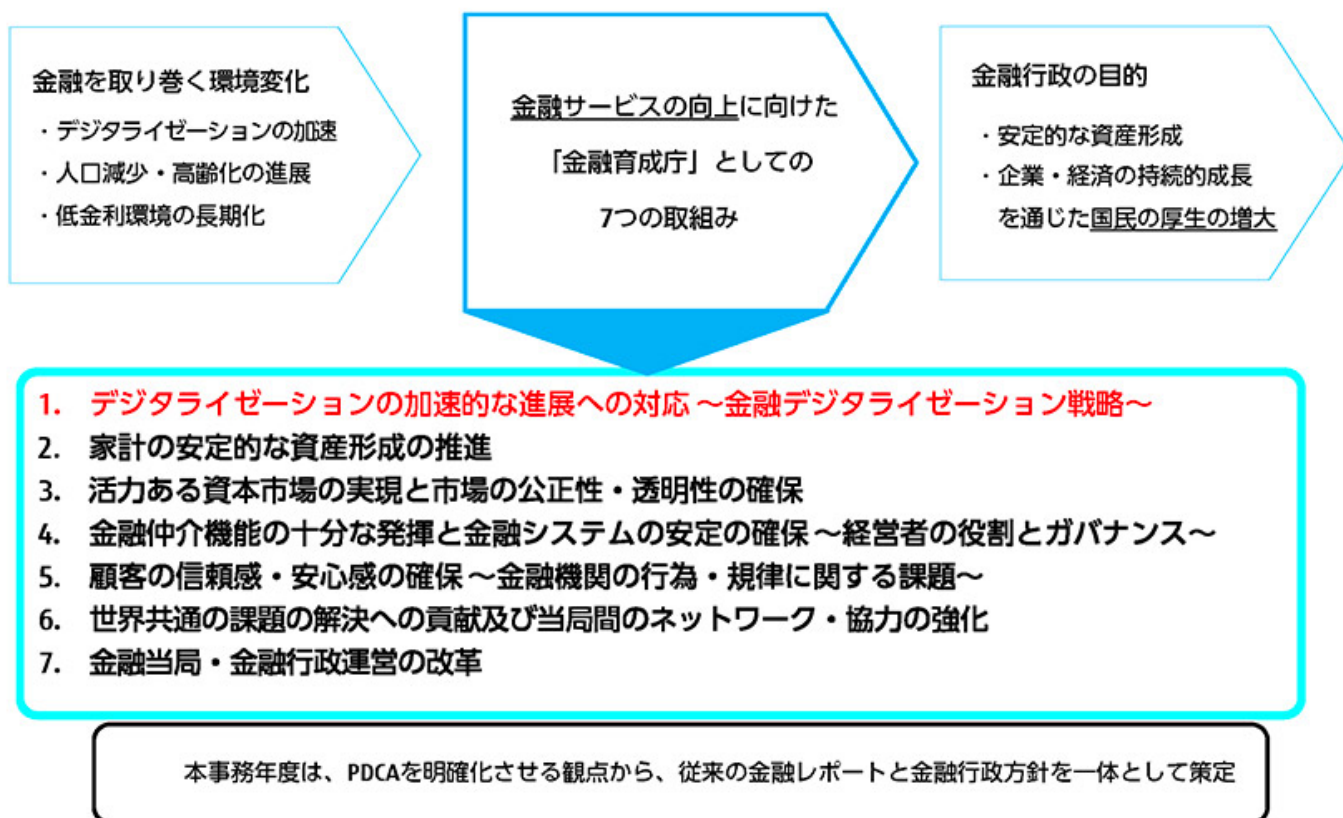 金融を取り巻く環境変化
・デジタライゼーションの加速
・人口減少・高齢化の進展
・低金利環境の長期化
金融サービスの向上に向けた
「金融育成庁」としての
7つの取組み
金融行政の目的
・安定的な資産形成
・企業・経済の持続的成長
を通じた国民の厚生の増大
1. デジタライゼーションの加速的な進展への対応～金融デジタライゼーション戦略～
2. 家計の安定的な資産形成の推進
3. 活力ある資本市場の実現と市場の公正性・透明性の確保
4. 金融仲介機能の十分な発揮と金融システムの安定の確保～経営者の役割とガバナンス～
5. 顧客の信頼感・安心感の確保～金融機関の行為・規律に関する課題～
6. 世界共通の課題の解決への貢献及び当局間のネットワーク・協力の強化
7. 金融当局・金融行政運営の改革
本事務年度は、PDCAを明確化させる観点から、従来の金融レポートと金融行政方針を一体として策定